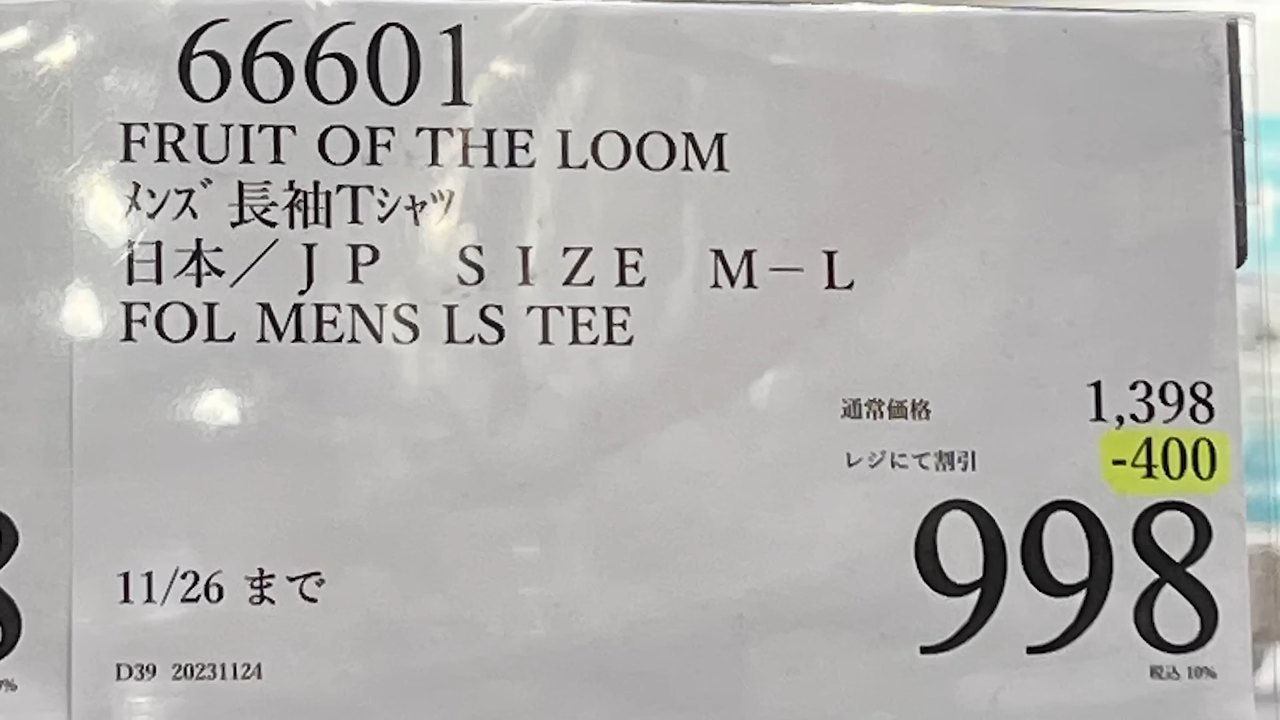 66601
FRUIT OF THE LOOM
ﾒﾝｽﾞ 長袖Tｼｬﾂ
日本／ＪＰ　ＳＩＺＥ　Ｍ－Ｌ
FOL MENS LS TEE
通常価格 1,398
レジにて割引 -400
998
11/26 まで
D39 20231124
税込 10%